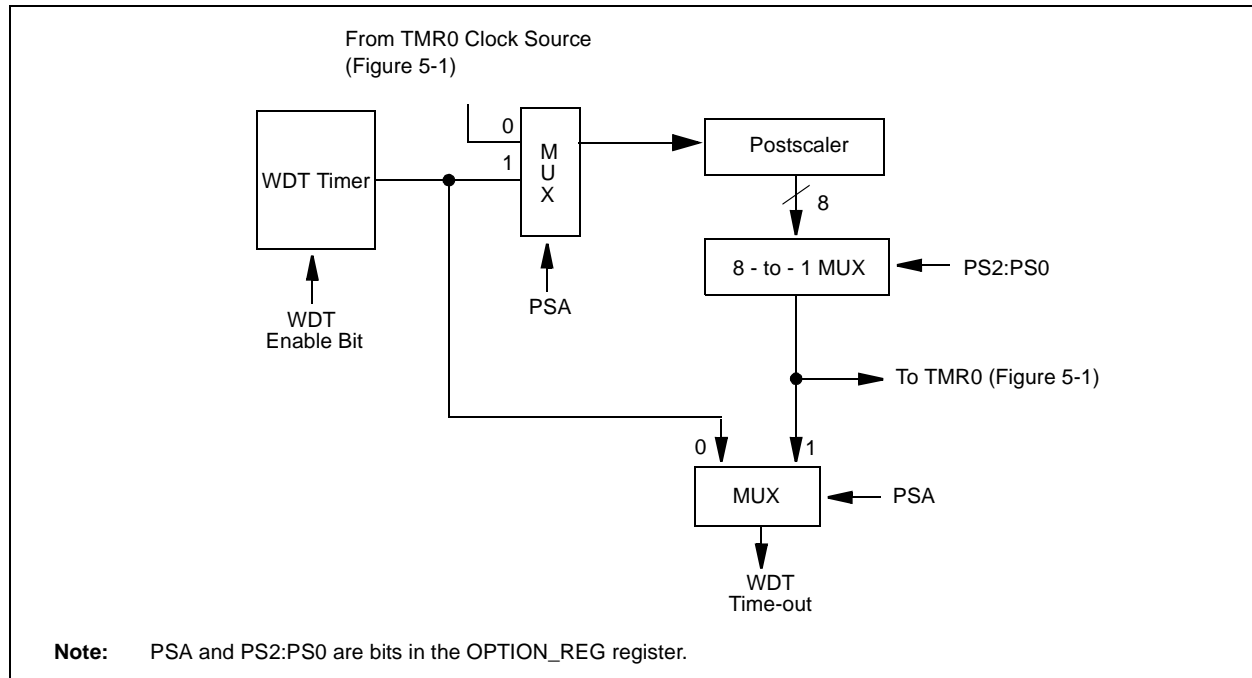 From TMR0 Clock Source
(Figure 5-1)
0
1
M
U
X
WDT Timer
Postscaler
8
8 - to - 1 MUX
PS2:PS0
PSA
WDT
Enable Bit
To TMR0 (Figure 5-1)
0
1
MUX
PSA
WDT
Time-out
Note: PSA and PS2:PS0 are bits in the OPTION_REG register.